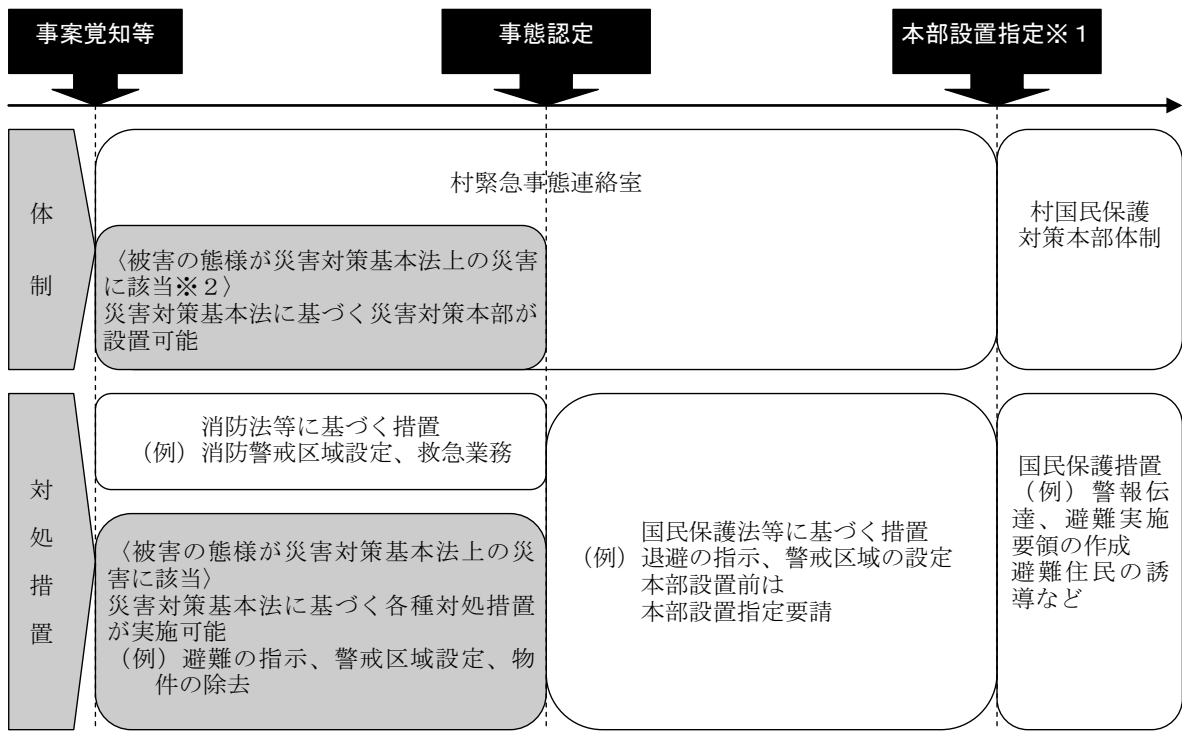 事案覚知等
事態認定
本部設置指定※１
体制
村緊急事態連絡室
〈被害の態様が災害対策基本法上の災害
に該当※２〉
災害対策基本法に基づく災害対策本部が
設置可能
村国民保護
対策本部体制
対処措置
消防法等に基づく措置
（例）消防警戒区域設定、救急業務
〈被害の態様が災害対策基本法上の災
害に該当〉
災害対策基本法に基づく各種対処措置
が実施可能
（例）避難の指示、警戒区域設定、物
件の除去
国民保護法等に基づく措置
（例）退避の指示、警戒区域の設定
本部設置前は
本部設置指定要請
国民保護措置
（例）警報伝
達、避難実施
要領の作成
避難住民の誘
導など